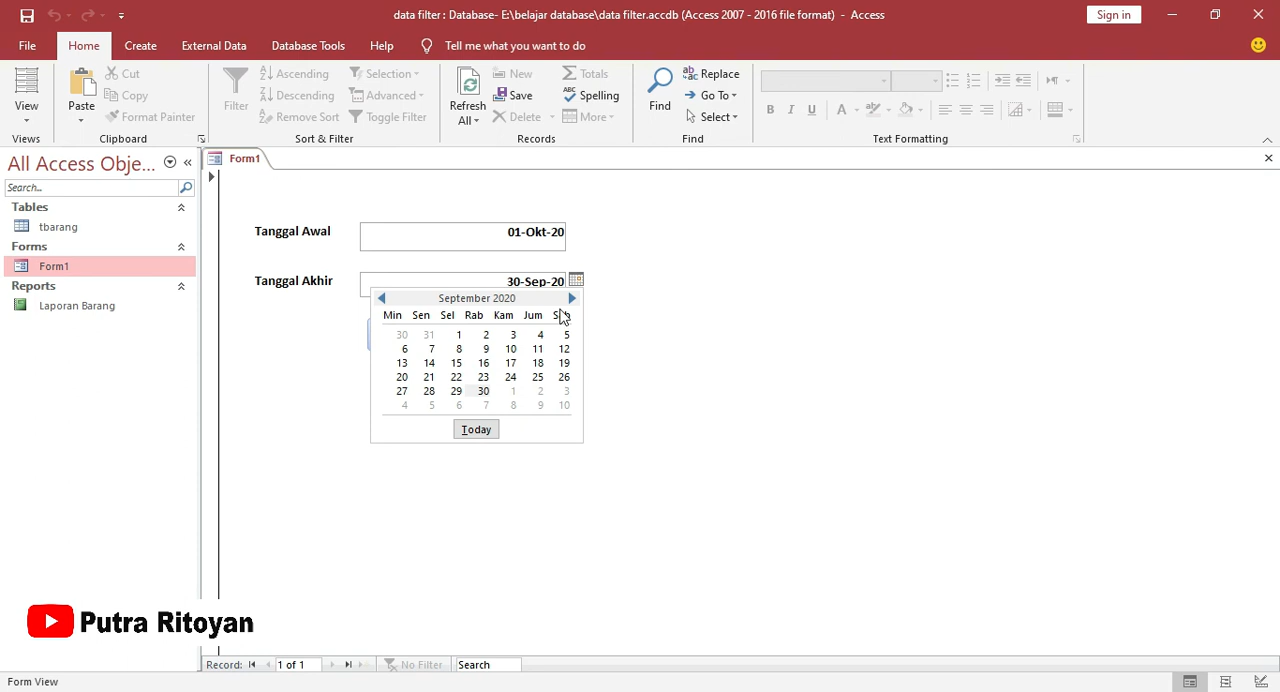 data filter : Database- E:\belajar database\data filter.accdb (Access 2007 - 2016 file format) - Access
Sign in
File Home Create External Data Database Tools Help Tell me what you want to do
View
Views
Paste
Cut
Copy
Format Painter
Clipboard
Filter
Ascending
Descending
Remove Sort
Selection
Advanced
Toggle Filter
Sort & Filter
Refresh
All
New
Save
Delete
Totals
Spelling
More
Records
Find
Replace
Go To
Select
Find
B I U A
Text Formatting
All Access Obje...
Search...
Tables
tbarang
Forms
Form1
Reports
Laporan Barang
Form1
Tanggal Awal 01-Okt-20
Tanggal Akhir 30-Sep-20
September 2020
Min Sen Sel Rab Kam Jum
30 31 1 2 3 4 5
6 7 8 9 10 11 12
13 14 15 16 17 18 19
20 21 22 23 24 25 26
27 28 29 30 1 2 3
4 5 6 7 8 9 10
Today
Putra Ritoyan
Record: 1 of 1 No Filter Search
Form View